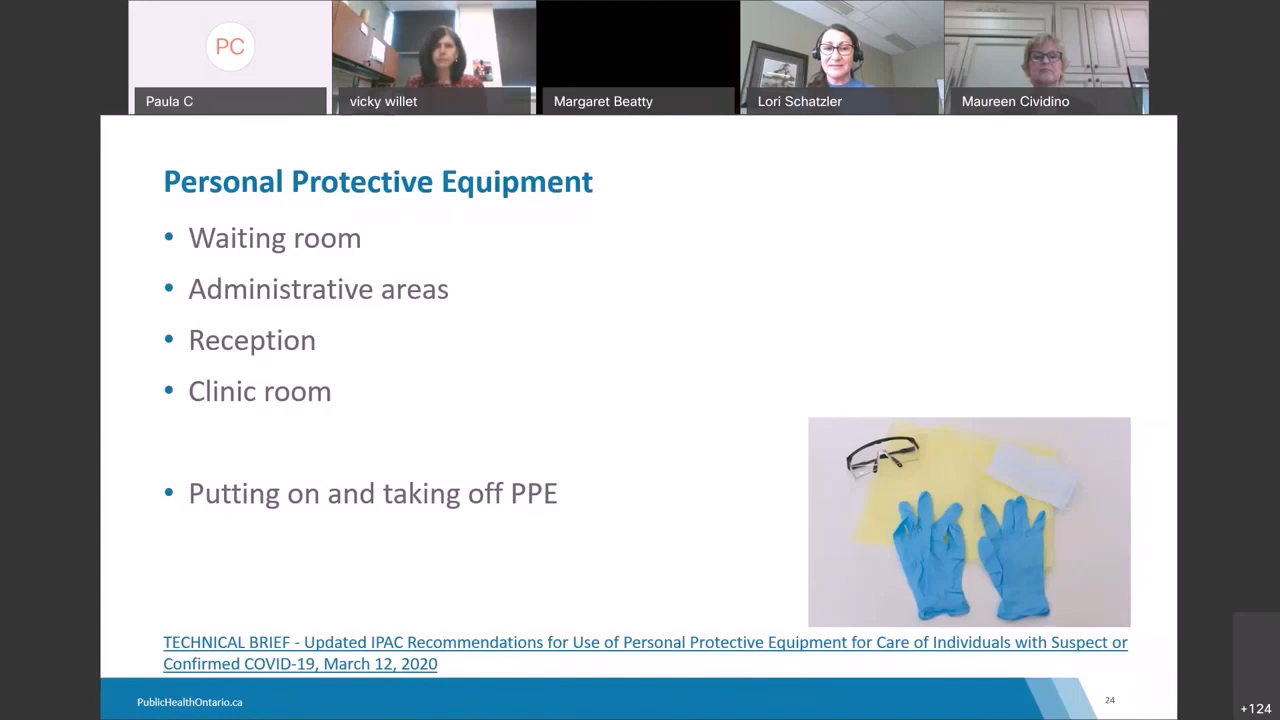 PC
Paula C
vicky willet
Margaret Beatty
Lori Schatzler
Maureen Cividino
Personal Protective Equipment
• Waiting room
• Administrative areas
• Reception
• Clinic room
• Putting on and taking off PPE
TECHNICAL BRIEF - Updated IPAC Recommendations for Use of Personal Protective Equipment for Care of Individuals with Suspect or
Confirmed COVID-19, March 12, 2020
PublicHealthOntario.ca
24
+124